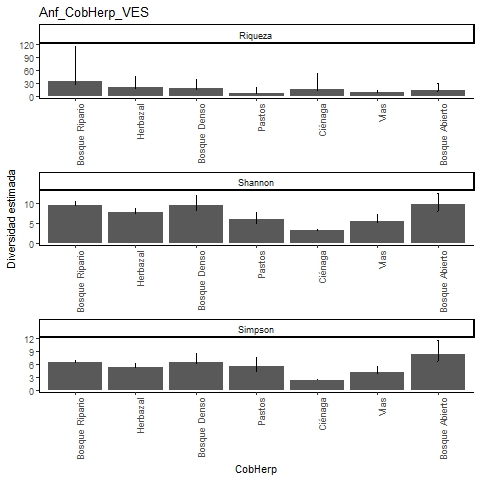 Anf_CobHerp_VES
Riqueza
120
90
60
30
0
Bosque Ripario
Herbazal
Bosque Denso
Pastos
Ciénaga
Vías
Bosque Abierto
Diversidad estimada
Shannon
10
5
0
Bosque Ripario
Herbazal
Bosque Denso
Pastos
Ciénaga
Vías
Bosque Abierto
Simpson
12
9
6
3
0
Bosque Ripario
Herbazal
Bosque Denso
Pastos
Ciénaga
Vías
Bosque Abierto
CobHerp